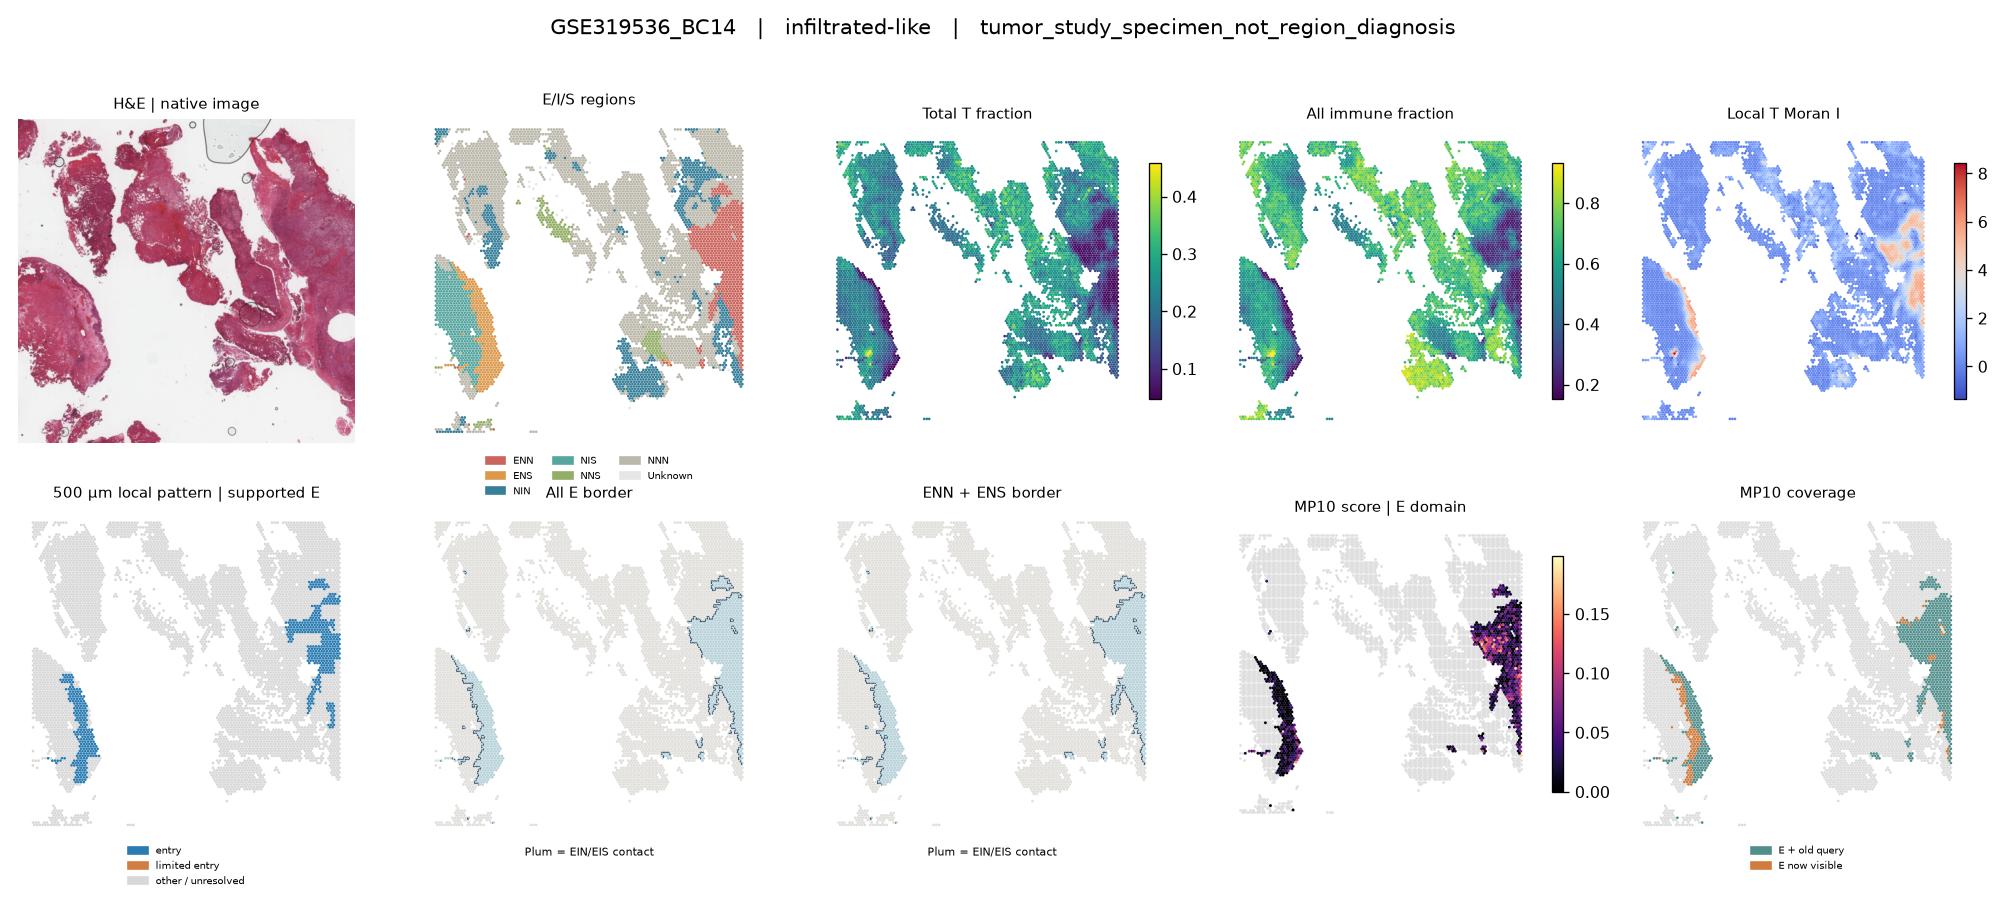 GSE319536_BC14 | infiltrated-like | tumor_study_specimen_not_region_diagnosis
H&E | native image
E/I/S regions
Total T fraction
All immune fraction
Local T Moran I
0.4
0.3
0.2
0.1
0.8
0.6
0.4
0.2
8
6
4
2
0
ENN
NIS
NNN
ENS
NNS
Unknown
NIN
500 µm local pattern | supported E
All E border
ENN + ENS border
MP10 score | E domain
MP10 coverage
0.15
0.10
0.05
0.00
entry
limited entry
other / unresolved
Plum = EIN/EIS contact
Plum = EIN/EIS contact
E + old query
E now visible